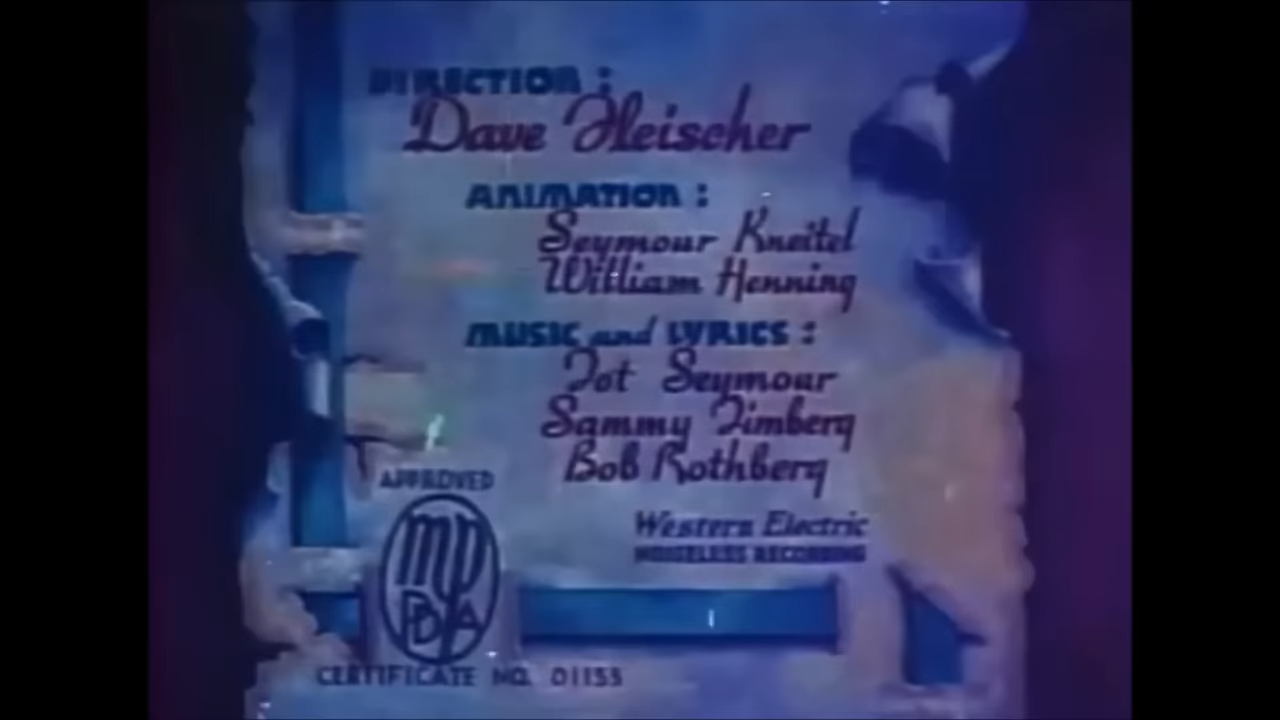 DIRECTION :
Dave Fleischer
ANIMATION :
Seymour Kneitel
William Henning
MUSIC and LYRICS :
Tot Seymour
Sammy Timberg
Bob Rothberg
APPROVED
MPPDA
Western Electric
NOISELESS RECORDING
CERTIFICATE NO. 01155